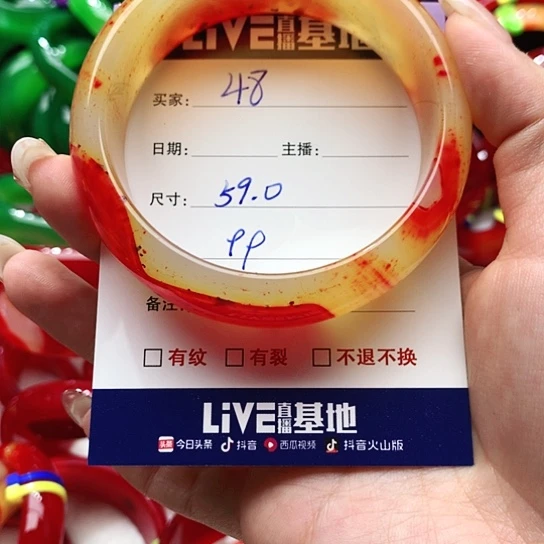 LiVE直播基地
买家: 48
日期: 主播:
尺寸: 59.0
备注:
有纹 有裂 不退不换
LiVE直播基地
头条 今日头条 抖音 西瓜视频 抖音火山版